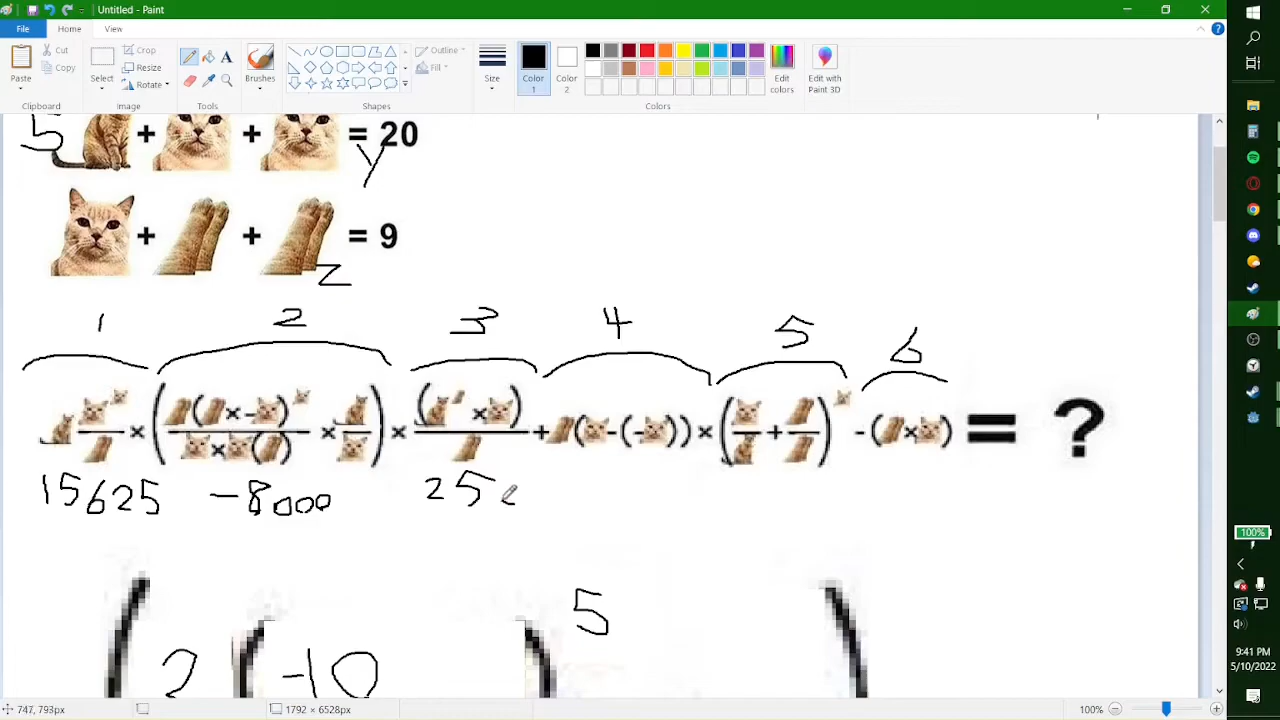 Untitled - Paint
File Home View
Cut Crop Outline
Copy Resize Fill
Paste Select Rotate Brushes Size Color 1 Color 2 Edit colors Edit with Paint 3D
Clipboard Image Tools Shapes Colors
5 + + = 20
y
+ + = 9
z
1 2 3 4 5 6
× ( ( × - ) × ( ) × ) × ( × ) + ( - (- ) ) × ( + ) - ( × ) = ?
15625 -8000 25
5
( 2 ( -10 ) )
9:41 PM
5/10/2022
100%
747, 793px 1792 × 6528px 100%